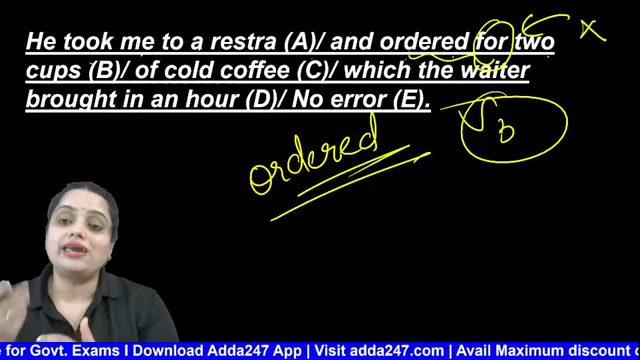 He took me to a restra (A)/ and ordered for two
cups (B)/ of cold coffee (C)/ which the waiter
brought in an hour (D)/ No error (E).
ordered
b
e for Govt. Exams I Download Adda247 App | Visit adda247.com | Avail Maximum discount o